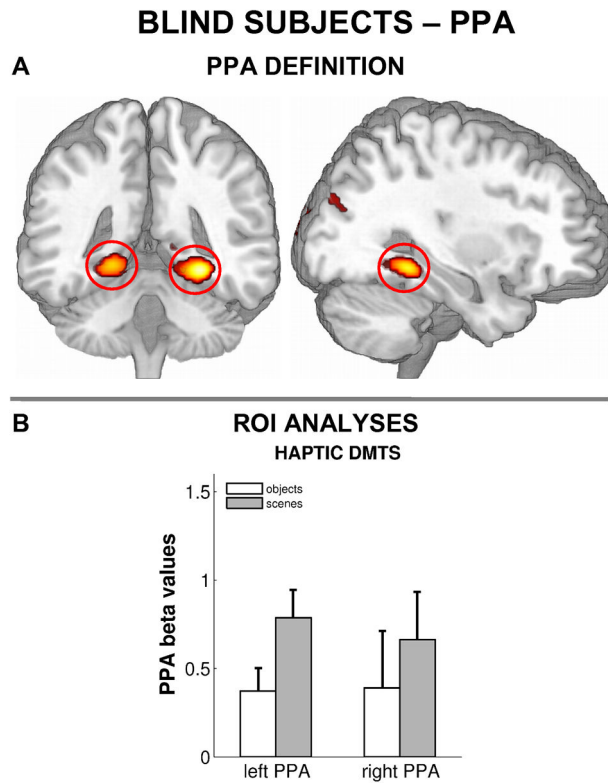 BLIND SUBJECTS – PPA
A PPA DEFINITION
B ROI ANALYSES
HAPTIC DMTS
objects
scenes
1.5
1
0.5
0
PPA beta values
left PPA right PPA